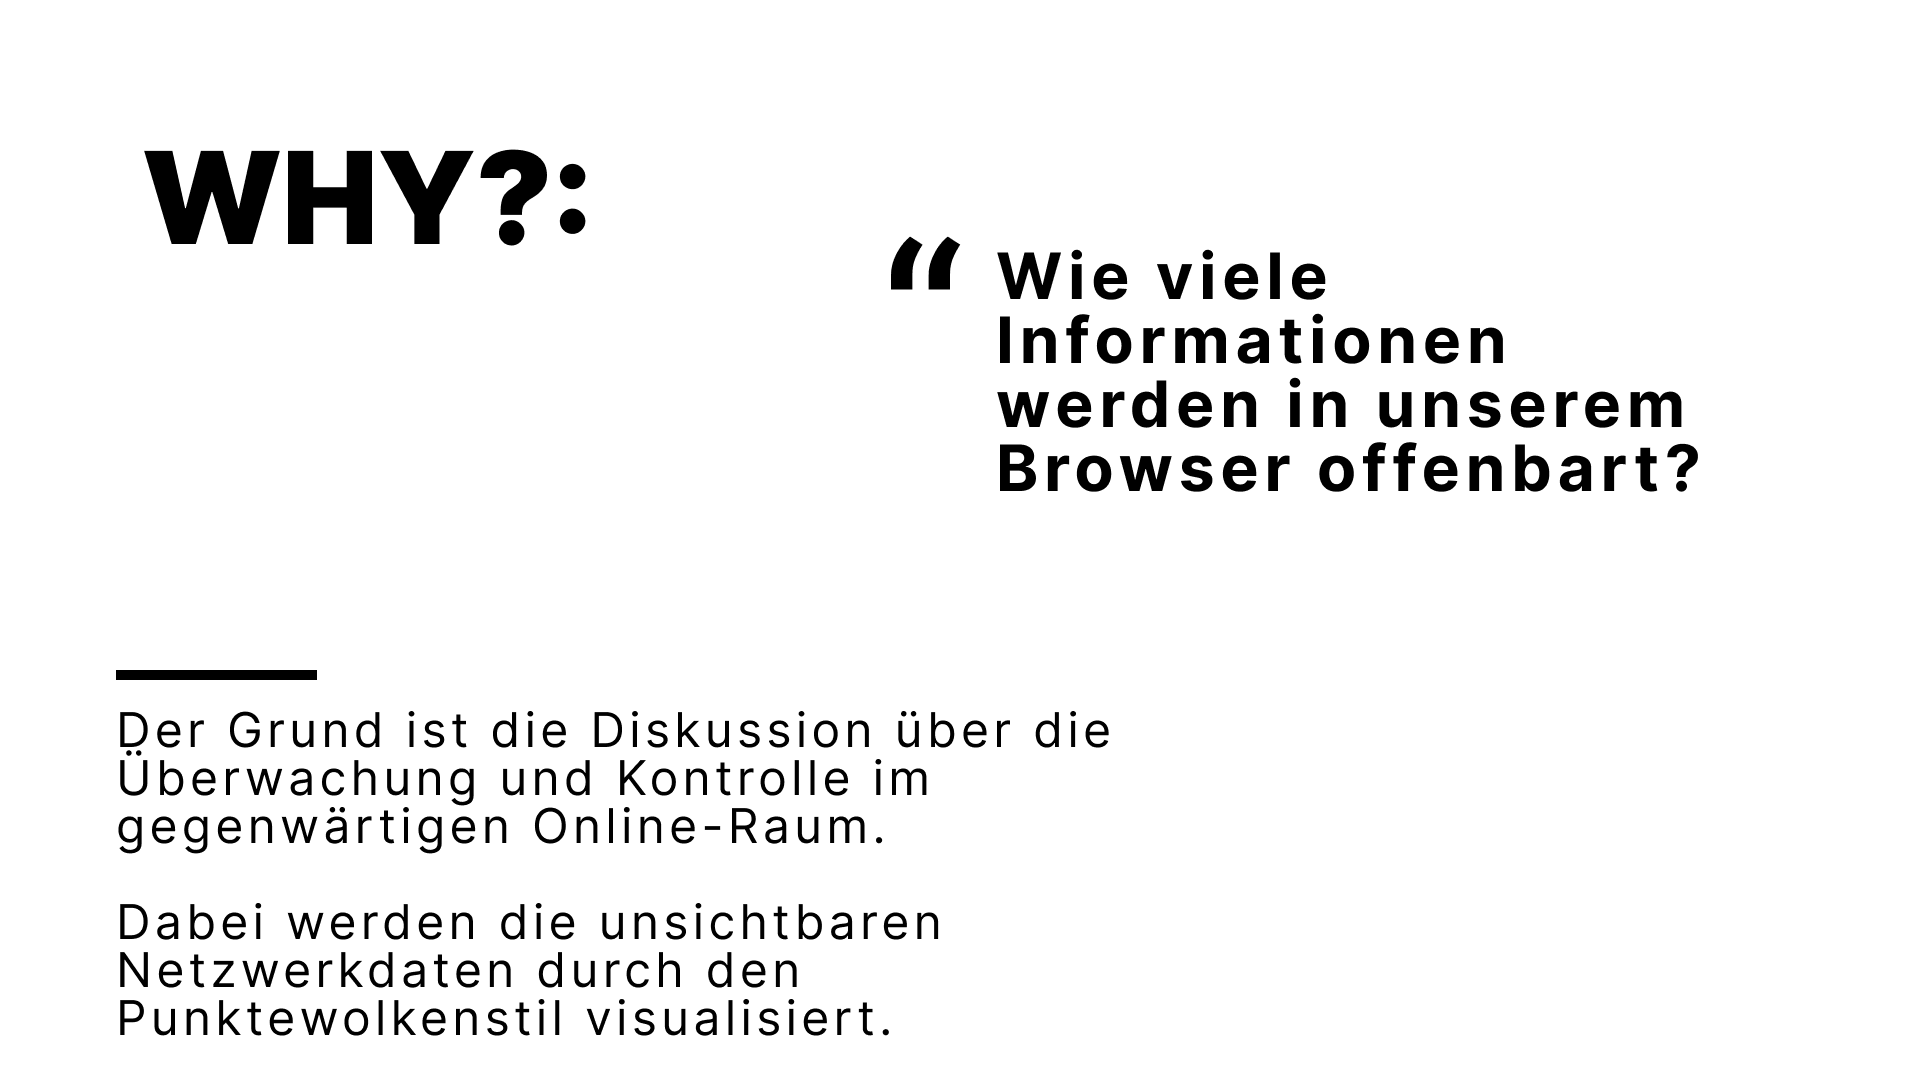 WHY?:
“ Wie viele
Informationen
werden in unserem
Browser offenbart?
Der Grund ist die Diskussion über die
Überwachung und Kontrolle im
gegenwärtigen Online-Raum.
Dabei werden die unsichtbaren
Netzwerkdaten durch den
Punktewolkenstil visualisiert.